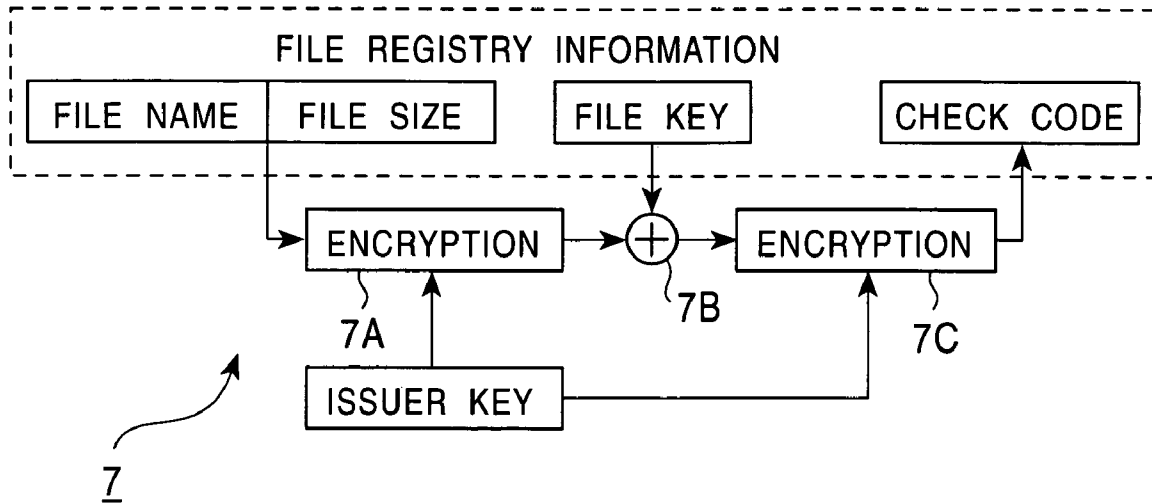 FILE REGISTRY INFORMATION
FILE NAME FILE SIZE FILE KEY CHECK CODE
ENCRYPTION + ENCRYPTION
7A 7B 7C
ISSUER KEY
7